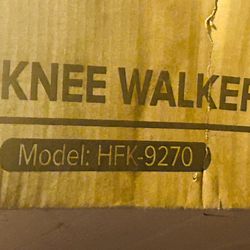 KNEE WALKER
Model: HFK-9270